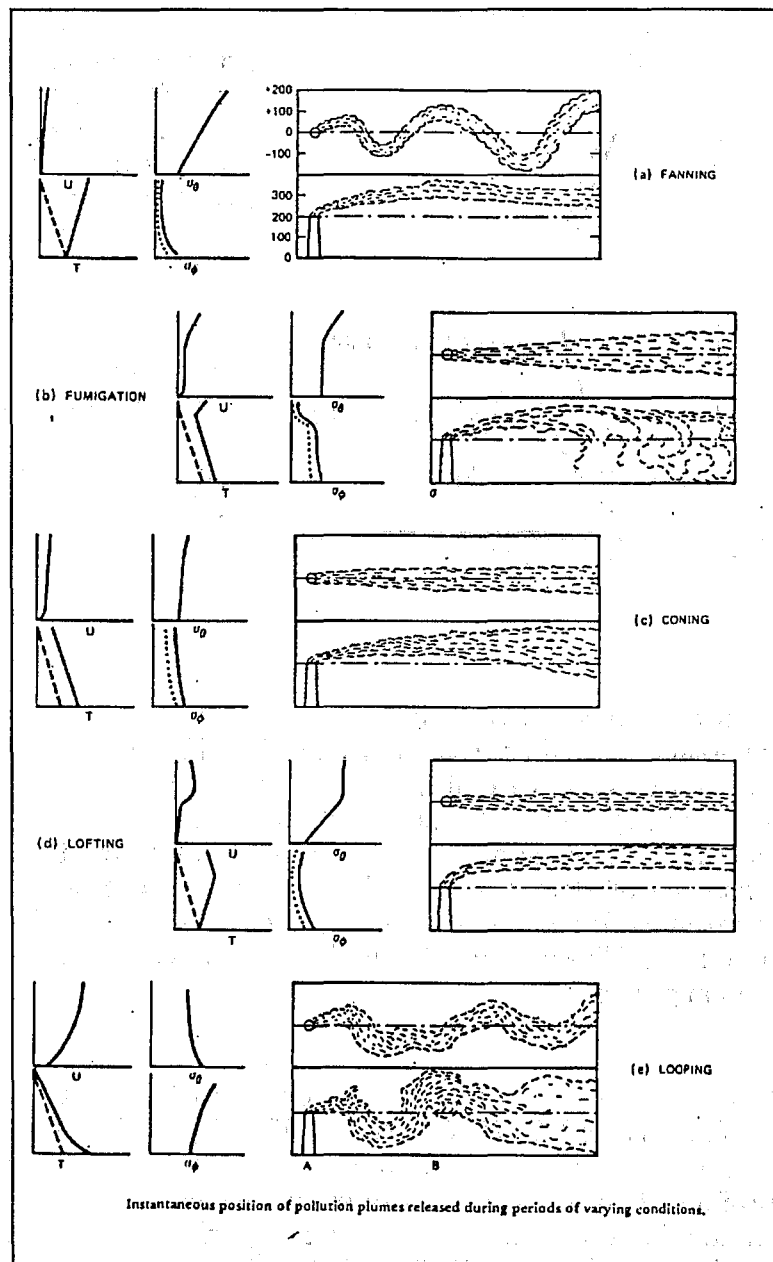 +200
+100
0
-100
U
σθ
(a) FANNING
300
200
100
0
T
σφ
(b) FUMIGATION
U
σθ
T
σφ
σ
U
σθ
(c) CONING
T
σφ
(d) LOFTING
U
σθ
T
σφ
U
σθ
(e) LOOPING
T
σφ
A
B
Instantaneous position of pollution plumes released during periods of varying conditions.